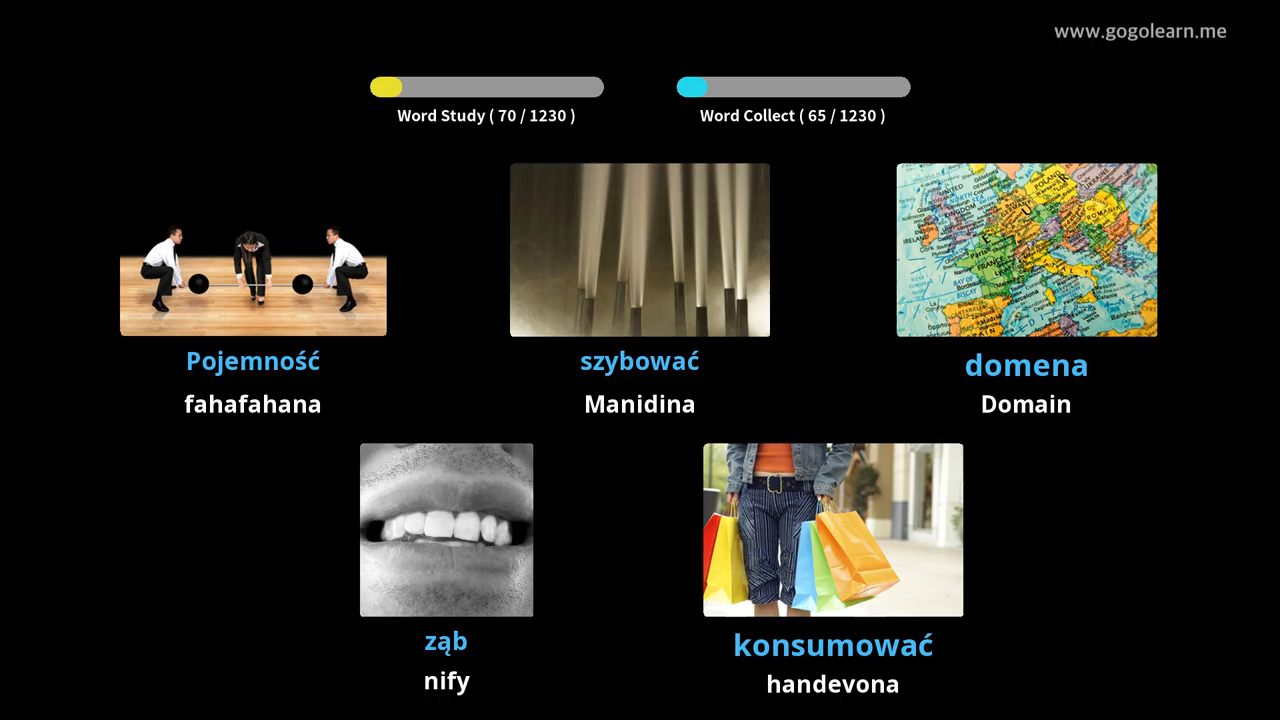 www.gogolearn.me
Word Study ( 70 / 1230 )
Word Collect ( 65 / 1230 )
Pojemność
fahafahana
szybować
Manidina
domena
Domain
ząb
nify
konsumować
handevona